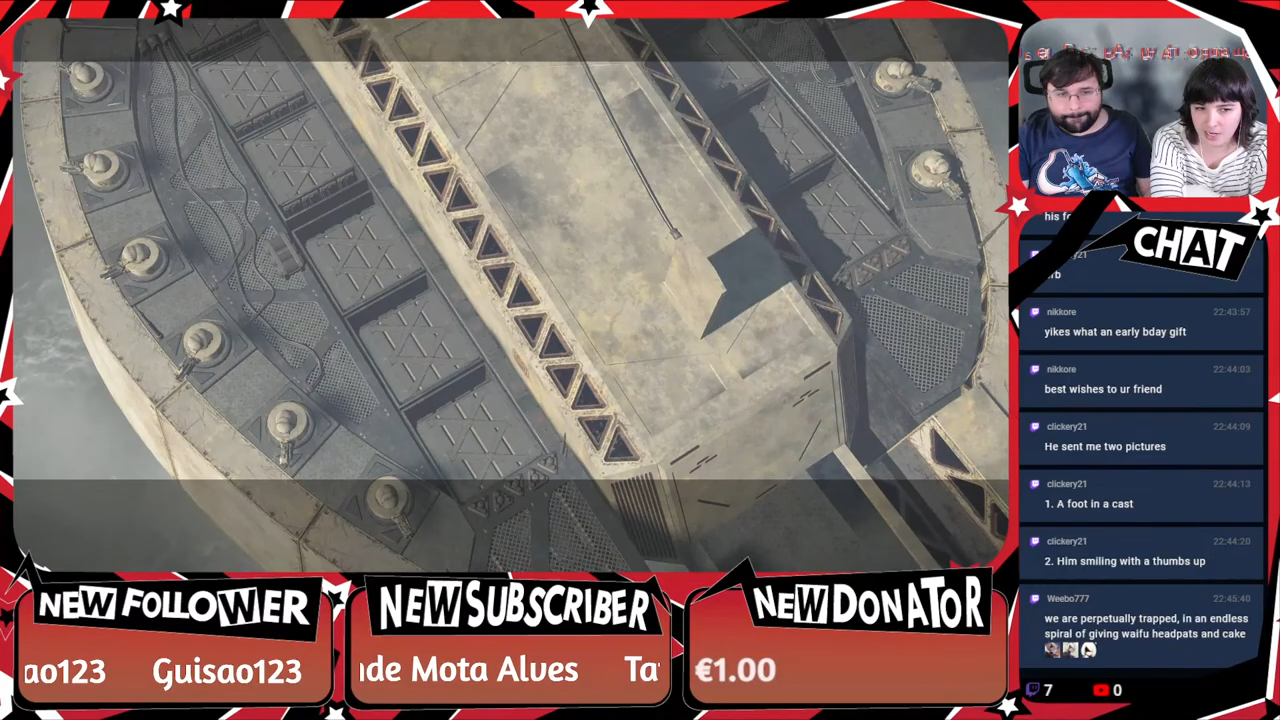 CHAT
his fo
nikkore 22:43:57
yikes what an early bday gift
nikkore 22:44:03
best wishes to ur friend
clickery21 22:44:09
He sent me two pictures
clickery21 22:44:13
1. A foot in a cast
clickery21 22:44:20
2. Him smiling with a thumbs up
Weebo777 22:45:40
we are perpetually trapped, in an endless
spiral of giving waifu headpats and cake
7 0
NEW FOLLOWER
ao123 Guisao123
NEW SUBSCRIBER
de Mota Alves Ta
NEW DONATOR
€1.00